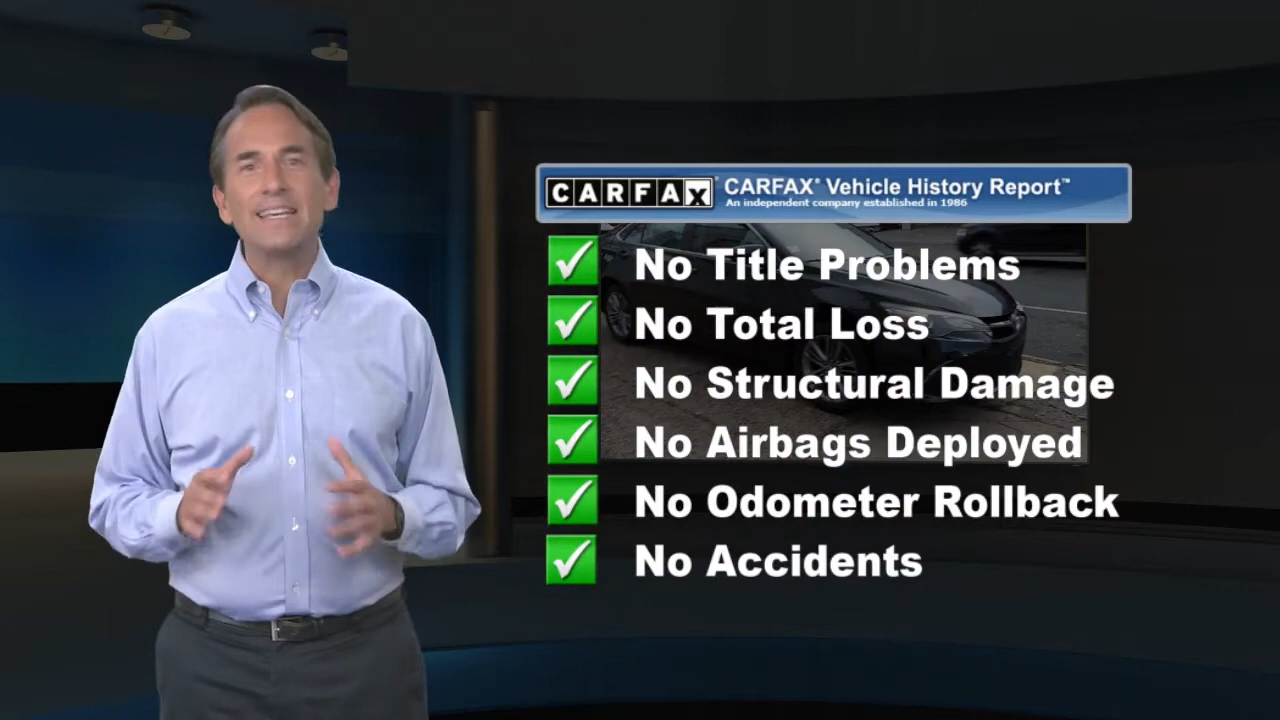 CARFAX® CARFAX® Vehicle History Report™
An independent company established in 1986
No Title Problems
No Total Loss
No Structural Damage
No Airbags Deployed
No Odometer Rollback
No Accidents